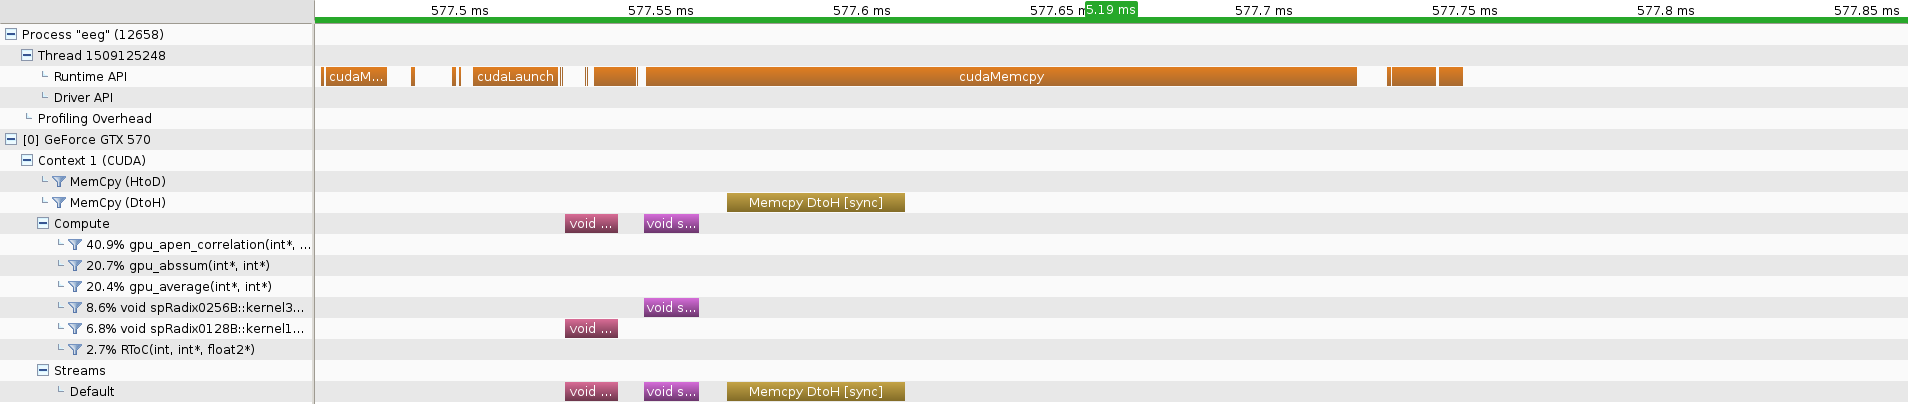 577.5 ms 577.55 ms 577.6 ms 577.65 m 5.19 ms 577.7 ms 577.75 ms 577.8 ms 577.85 ms
Process "eeg" (12658)
Thread 1509125248
Runtime API cudaM... cudaLaunch cudaMemcpy
Driver API
Profiling Overhead
[0] GeForce GTX 570
Context 1 (CUDA)
MemCpy (HtoD)
MemCpy (DtoH) Memcpy DtoH [sync]
Compute void ... void s...
40.9% gpu_apen_correlation(int*, ...
20.7% gpu_abssum(int*, int*)
20.4% gpu_average(int*, int*)
8.6% void spRadix0256B::kernel3... void s...
6.8% void spRadix0128B::kernel1... void ...
2.7% RToC(int, int*, float2*)
Streams
Default void ... void s... Memcpy DtoH [sync]